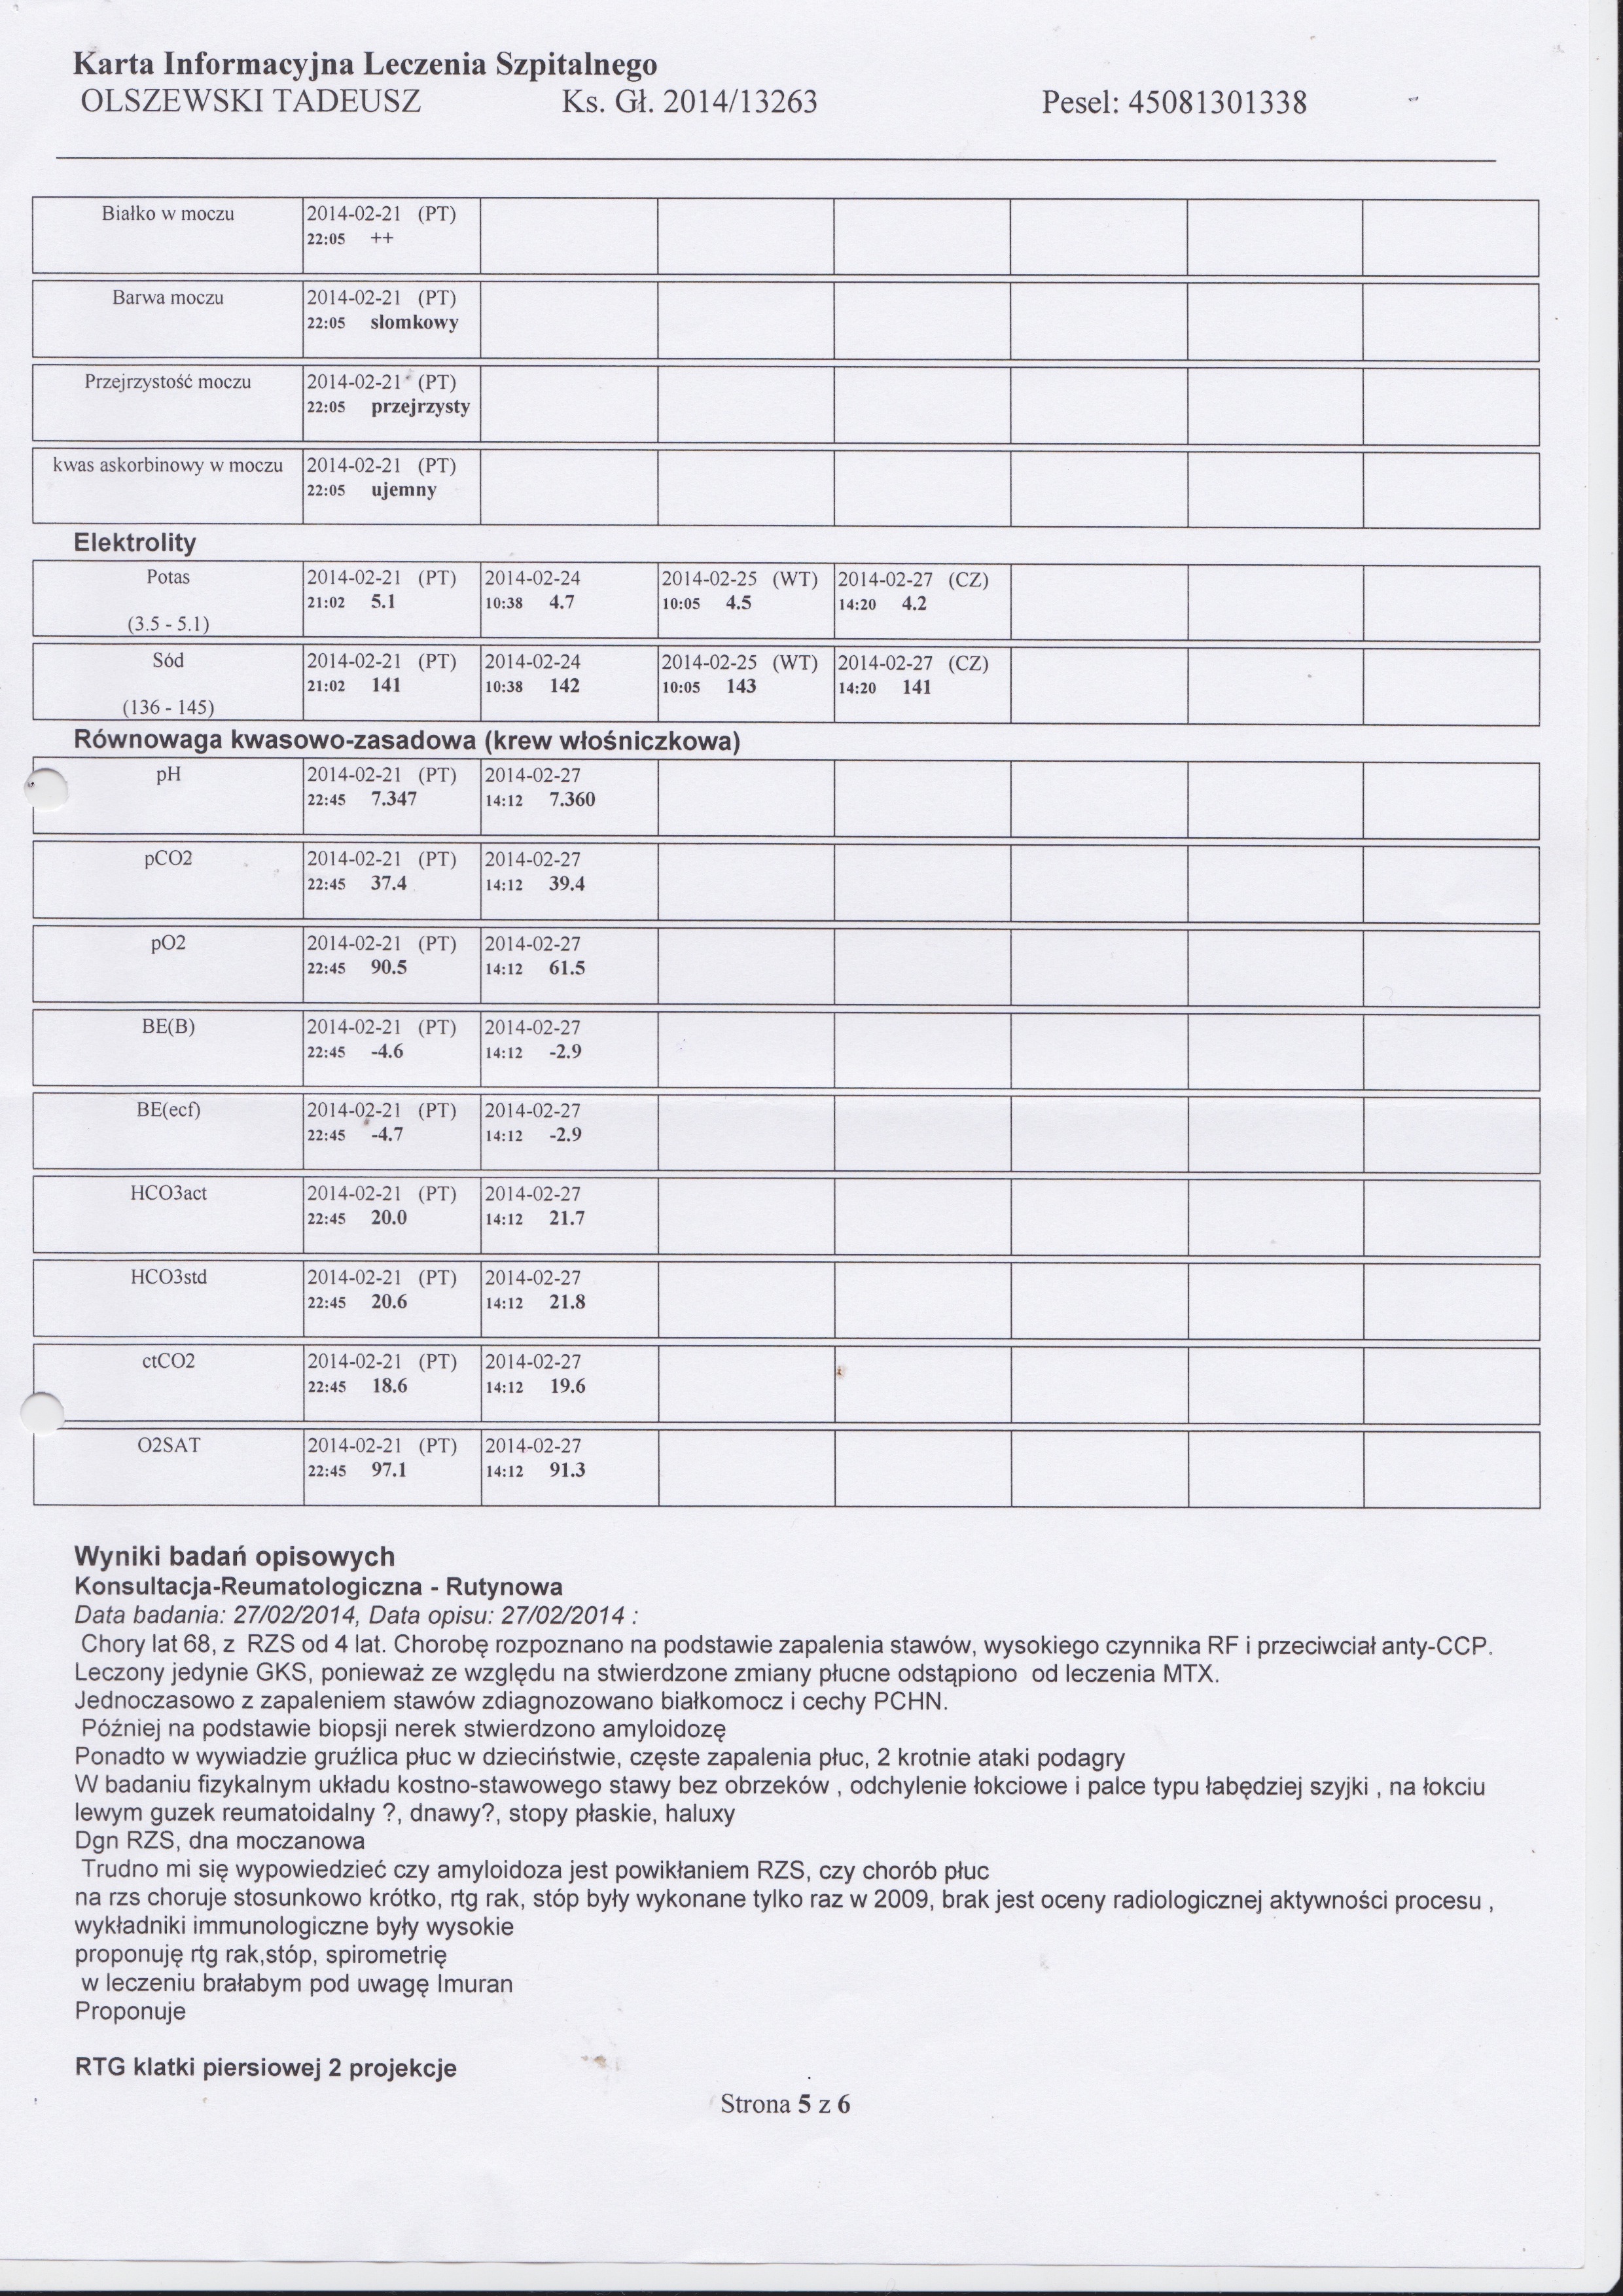 Karta Informacyjna Leczenia Szpitalnego
OLSZEWSKI TADEUSZ Ks. Gł. 2014/13263 Pesel: 45081301338
Białko w moczu 2014-02-21 (PT)
22:05 ++
Barwa moczu 2014-02-21 (PT)
22:05 słomkowy
Przejrzystość moczu 2014-02-21 (PT)
22:05 przejrzysty
kwas askorbinowy w moczu 2014-02-21 (PT)
22:05 ujemny
Elektrolity
Potas 2014-02-21 (PT) 2014-02-24 2014-02-25 (WT) 2014-02-27 (CZ)
21:02 5.1 10:38 4.7 10:05 4.5 14:20 4.2
(3.5 - 5.1)
Sód 2014-02-21 (PT) 2014-02-24 2014-02-25 (WT) 2014-02-27 (CZ)
21:02 141 10:38 142 10:05 143 14:20 141
(136 - 145)
Równowaga kwasowo-zasadowa (krew włośniczkowa)
pH 2014-02-21 (PT) 2014-02-27
22:45 7.347 14:12 7.360
pCO2 2014-02-21 (PT) 2014-02-27
22:45 37.4 14:12 39.4
pO2 2014-02-21 (PT) 2014-02-27
22:45 90.5 14:12 61.5
BE(B) 2014-02-21 (PT) 2014-02-27
22:45 -4.6 14:12 -2.9
BE(ecf) 2014-02-21 (PT) 2014-02-27
22:45 -4.7 14:12 -2.9
HCO3act 2014-02-21 (PT) 2014-02-27
22:45 20.0 14:12 21.7
HCO3std 2014-02-21 (PT) 2014-02-27
22:45 20.6 14:12 21.8
ctCO2 2014-02-21 (PT) 2014-02-27
22:45 18.6 14:12 19.6
O2SAT 2014-02-21 (PT) 2014-02-27
22:45 97.1 14:12 91.3
Wyniki badań opisowych
Konsultacja-Reumatologiczna - Rutynowa
Data badania: 27/02/2014, Data opisu: 27/02/2014 :
Chory lat 68, z RZS od 4 lat. Chorobę rozpoznano na podstawie zapalenia stawów, wysokiego czynnika RF i przeciwciał anty-CCP.
Leczony jedynie GKS, ponieważ ze względu na stwierdzone zmiany płucne odstąpiono od leczenia MTX.
Jednoczasowo z zapaleniem stawów zdiagnozowano białkomocz i cechy PCHN.
Później na podstawie biopsji nerek stwierdzono amyloidozę
Ponadto w wywiadzie gruźlica płuc w dzieciństwie, częste zapalenia płuc, 2 krotnie ataki podagry
W badaniu fizykalnym układu kostno-stawowego stawy bez obrzeków , odchylenie łokciowe i palce typu łabędziej szyjki , na łokciu
lewym guzek reumatoidalny ?, dnawy?, stopy płaskie, haluxy
Dgn RZS, dna moczanowa
Trudno mi się wypowiedzieć czy amyloidoza jest powikłaniem RZS, czy chorób płuc
na rzs choruje stosunkowo krótko, rtg rak, stóp były wykonane tylko raz w 2009, brak jest oceny radiologicznej aktywności procesu ,
wykładniki immunologiczne były wysokie
proponuję rtg rak,stóp, spirometrię
w leczeniu brałabym pod uwagę Imuran
Proponuje
RTG klatki piersiowej 2 projekcje
Strona 5 z 6